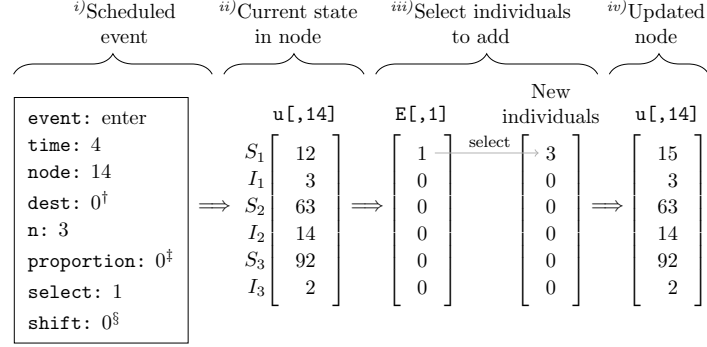 i)Scheduled event
ii)Current state in node
iii)Select individuals to add
iv)Updated node
event: enter
time: 4
node: 14
dest: 0†
n: 3
proportion: 0‡
select: 1
shift: 0§
⟹
u[,14]
S1 12
I1 3
S2 63
I2 14
S3 92
I3 2
⟹
E[,1]
1
0
0
0
0
0
select
New individuals
3
0
0
0
0
0
⟹
u[,14]
15
3
63
14
92
2